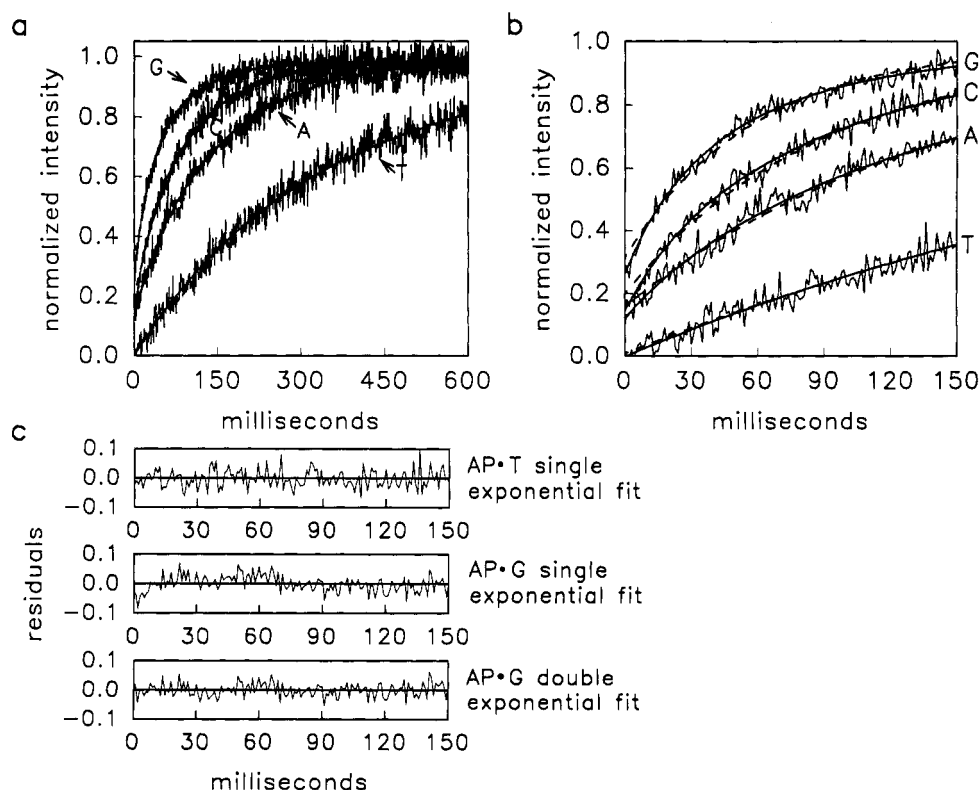 a
normalized intensity
1.0
0.8
0.6
0.4
0.2
0.0
G
C
A
T
0 150 300 450 600
milliseconds
b
normalized intensity
1.0
0.8
0.6
0.4
0.2
0.0
G
C
A
T
0 30 60 90 120 150
milliseconds
c
residuals
0.1
0.0
−0.1
AP•T single
exponential fit
0 30 60 90 120 150
0.1
0.0
−0.1
AP•G single
exponential fit
0 30 60 90 120 150
0.1
0.0
−0.1
AP•G double
exponential fit
0 30 60 90 120 150
milliseconds